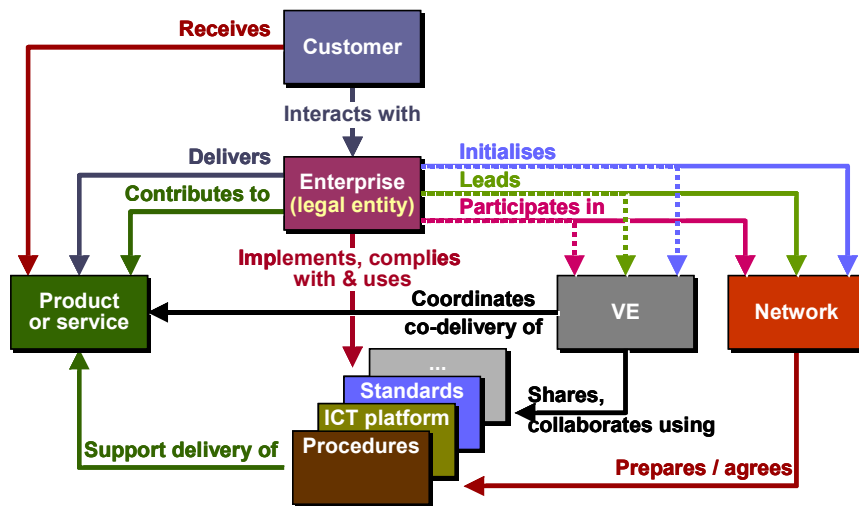 Receives
Customer
Interacts with
Delivers
Contributes to
Enterprise
(legal entity)
Initialises
Leads
Participates in
Implements, complies
with & uses
Product
or service
Coordinates
co-delivery of
VE
Network
...
Standards
ICT platform
Procedures
Shares,
collaborates using
Support delivery of
Prepares / agrees